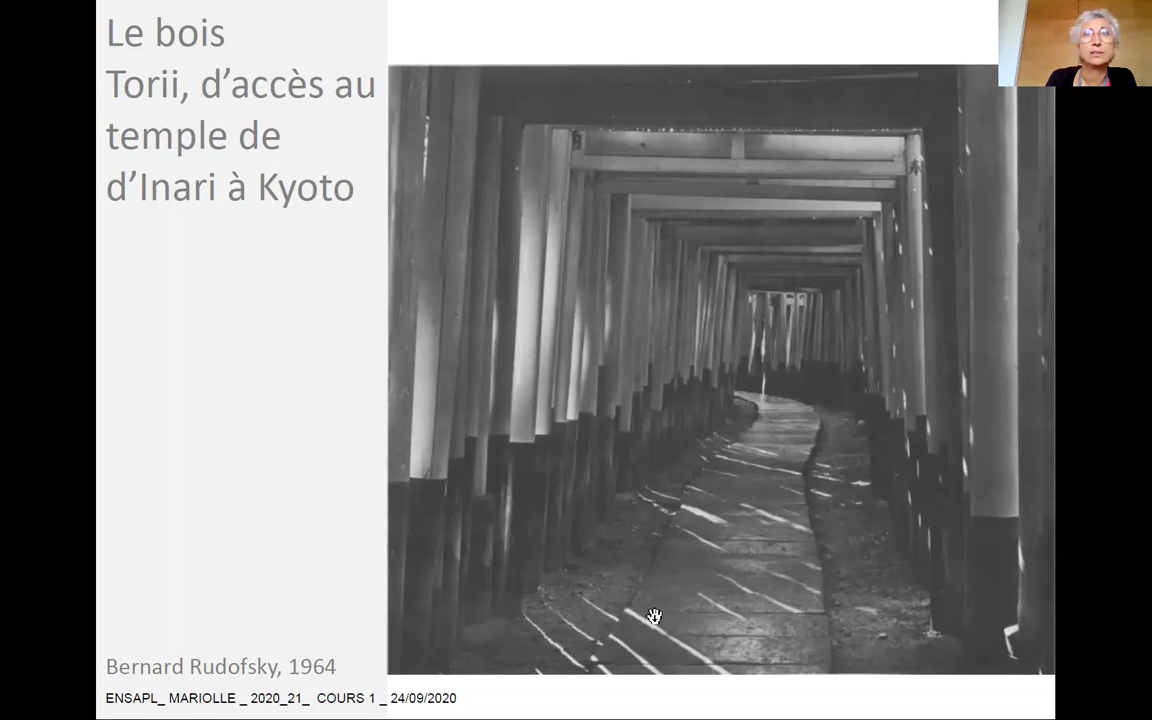 Le bois
Torii, d’accès au
temple de
d’Inari à Kyoto
Bernard Rudofsky, 1964
ENSAPL_ MARIOLLE _ 2020_21_ COURS 1 _ 24/09/2020